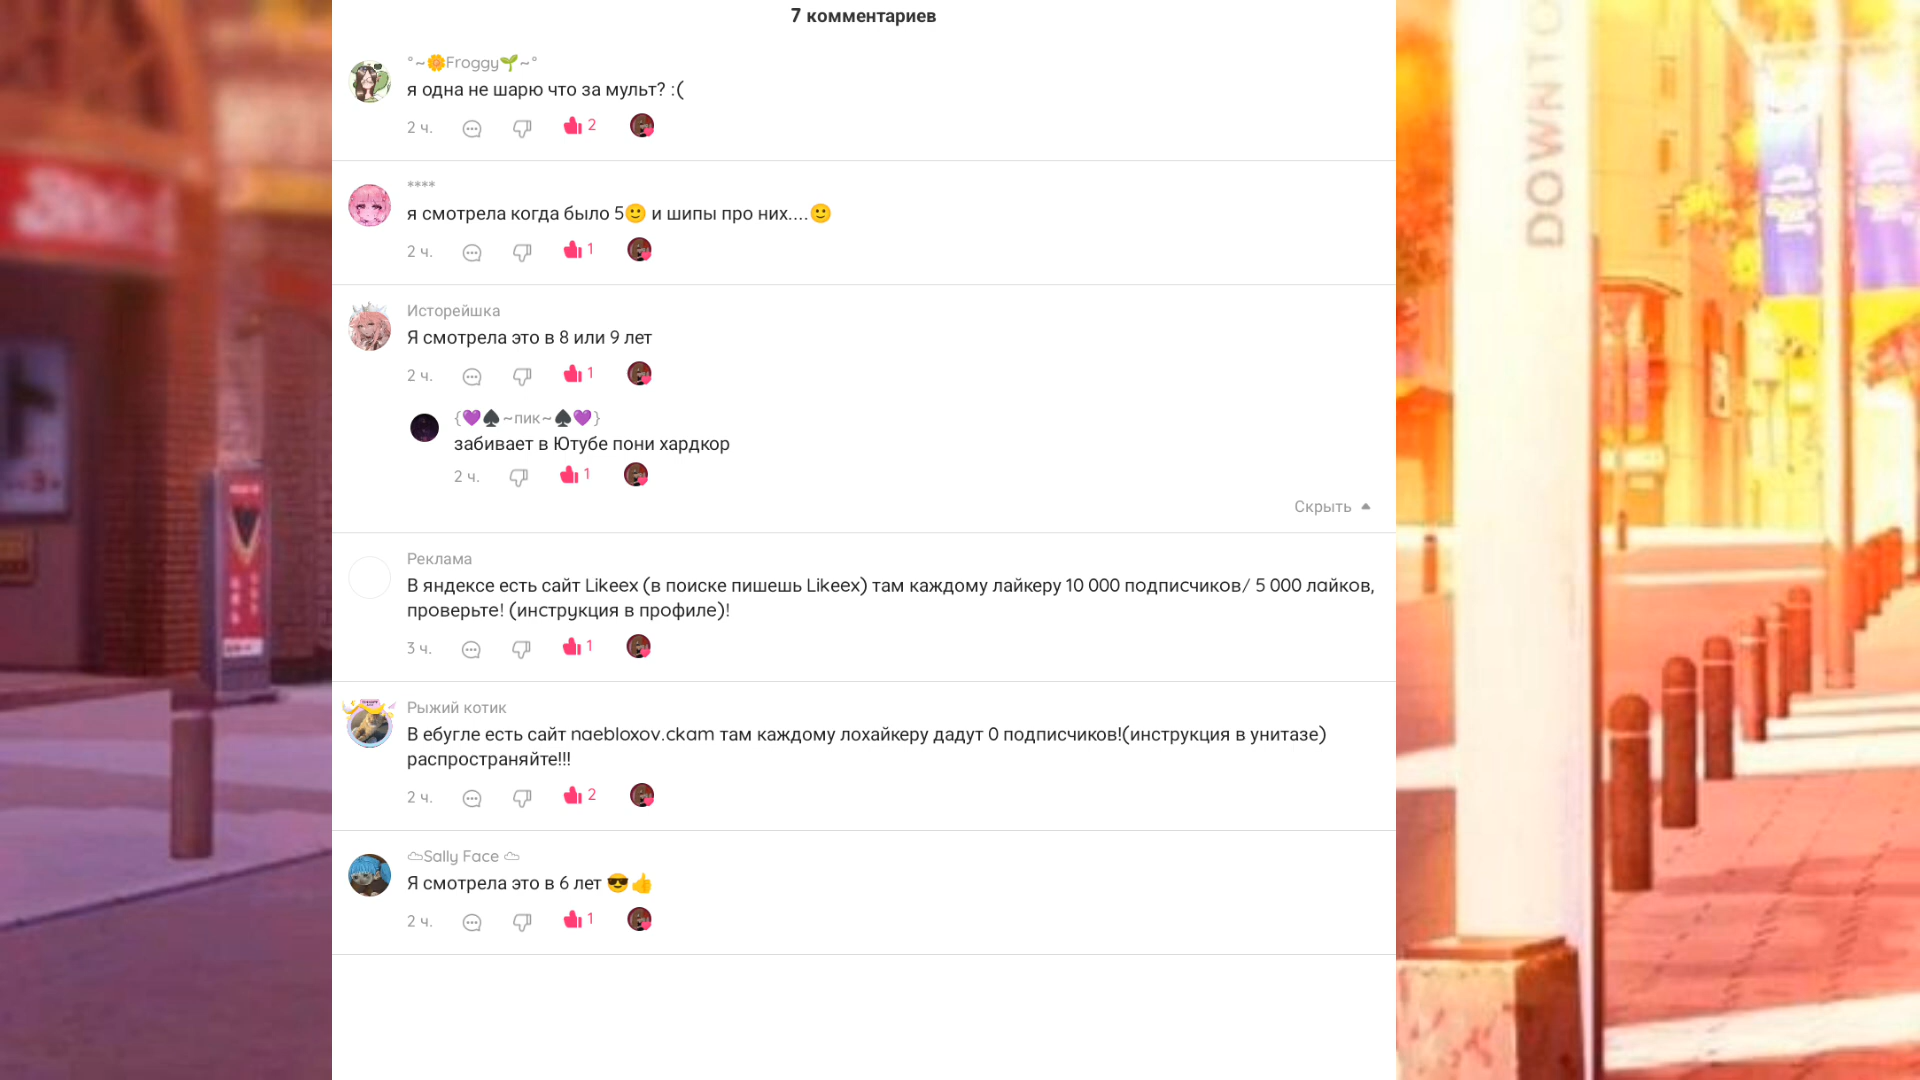 7 комментариев
°~🌼Froggy🌱~°
я одна не шарю что за мульт? :(
2 ч. 2
****
я смотрела когда было 5🙂 и шипы про них....🙂
2 ч. 1
Историйшка
Я смотрела это в 8 или 9 лет
2 ч. 1
{💜♠️~пик~♠️💜}
забивает в Ютубе пони хардкор
2 ч. 1
Скрыть
Реклама
В яндексе есть сайт Likeex (в поиске пишешь Likeex) там каждому лайкеру 10 000 подписчиков/ 5 000 лайков,
проверьте! (инструкция в профиле)!
3 ч. 1
Рыжий котик
В ебугле есть сайт naebloxov.ckam там каждому лохайкеру дадут 0 подписчиков!(инструкция в унитазе)
распространяйте!!!
2 ч. 2
☁️Sally Face ☁️
Я смотрела это в 6 лет 😎👍
2 ч. 1
DOWNTO